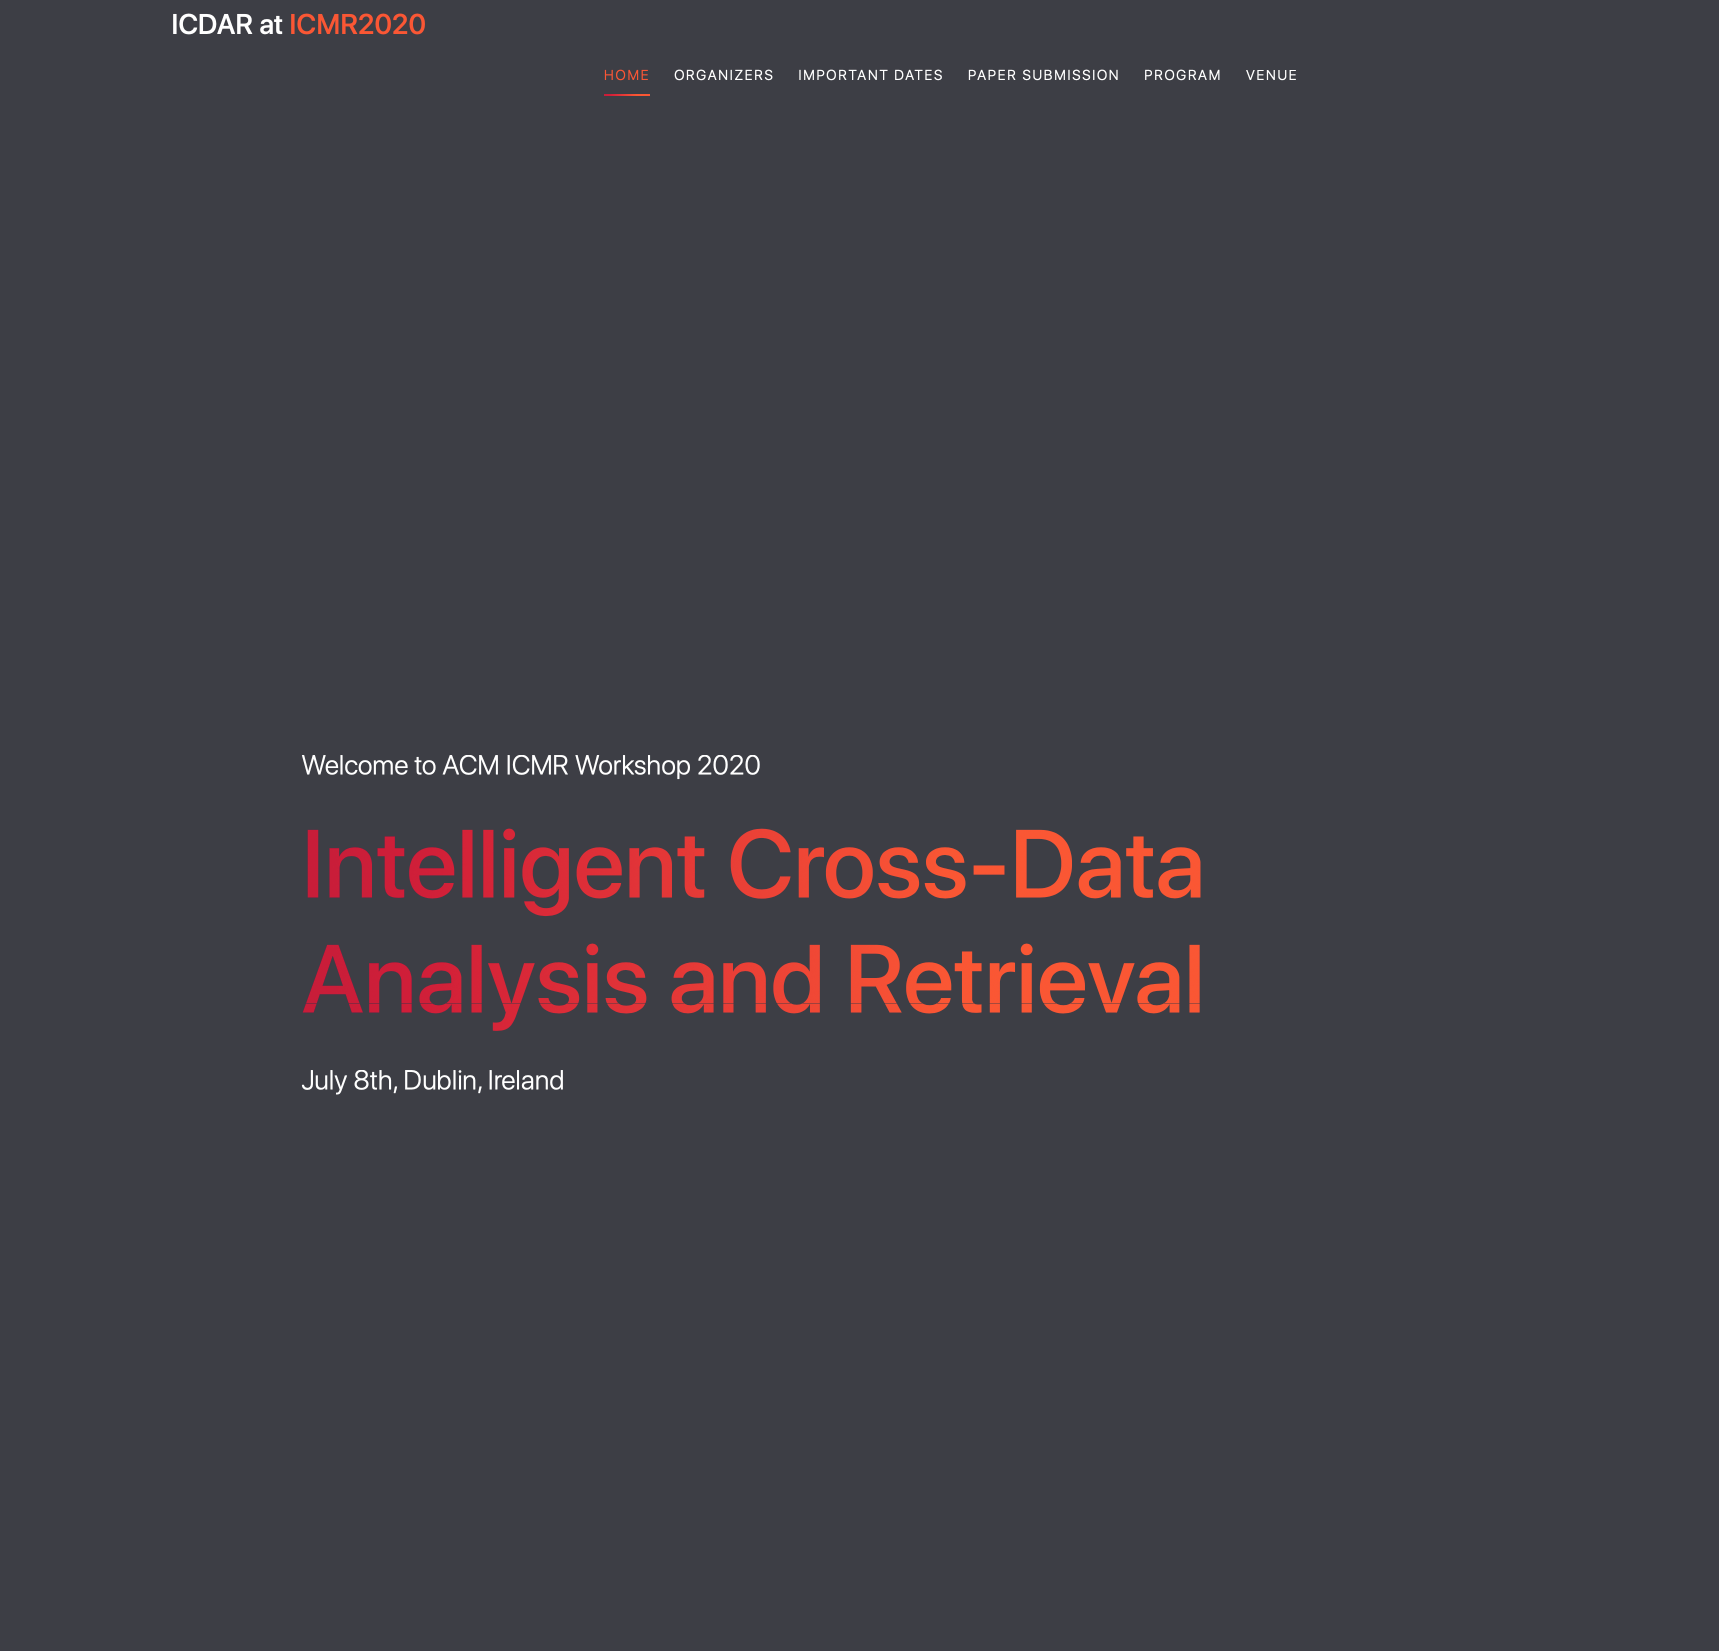 ICDAR at ICMR2020
HOME ORGANIZERS IMPORTANT DATES PAPER SUBMISSION PROGRAM VENUE
Welcome to ACM ICMR Workshop 2020
Intelligent Cross-Data
Analysis and Retrieval
July 8th, Dublin, Ireland